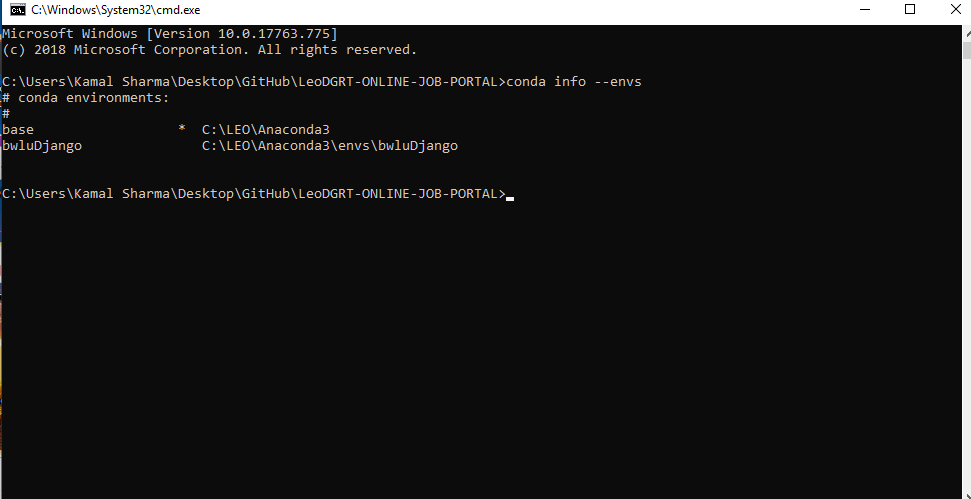 C:\Windows\System32\cmd.exe
Microsoft Windows [Version 10.0.17763.775]
(c) 2018 Microsoft Corporation. All rights reserved.
C:\Users\Kamal Sharma\Desktop\GitHub\LeoDGRT-ONLINE-JOB-PORTAL>conda info --envs
# conda environments:
#
base                  *  C:\LEO\Anaconda3
bwluDjango               C:\LEO\Anaconda3\envs\bwluDjango
C:\Users\Kamal Sharma\Desktop\GitHub\LeoDGRT-ONLINE-JOB-PORTAL>